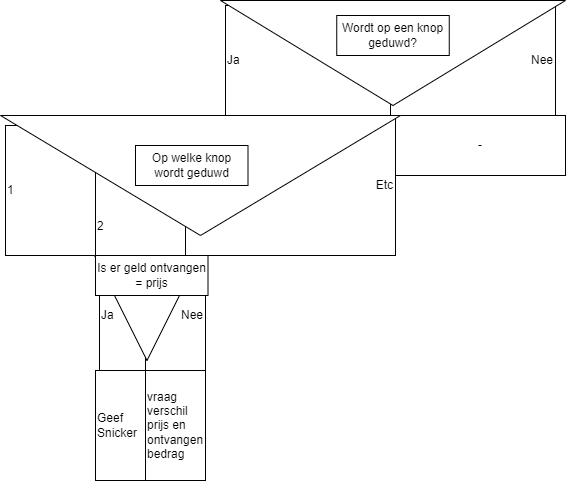 Wordt op een knop
geduwd?
Ja
Nee
Op welke knop
wordt geduwd
-
1
Etc
2
Is er geld ontvangen
= prijs
Ja
Nee
Geef
Snicker
vraag
verschil
prijs en
ontvangen
bedrag